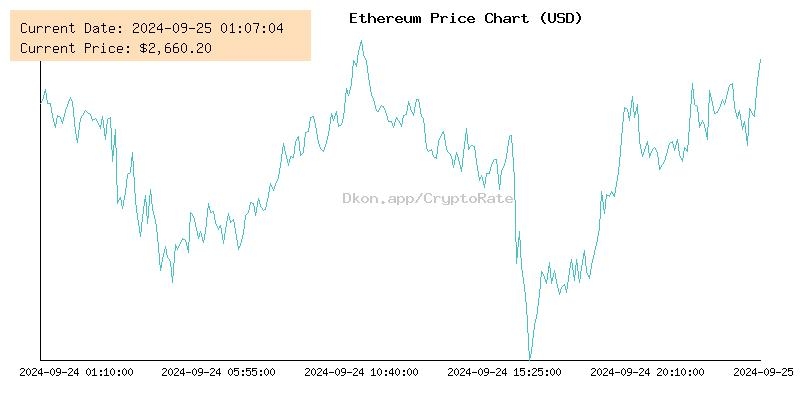 Ethereum Price Chart (USD)
Current Date: 2024-09-25 01:07:04
Current Price: $2,660.20
Dkon.app/CryptoRate
2024-09-24 01:10:00 2024-09-24 05:55:00 2024-09-24 10:40:00 2024-09-24 15:25:00 2024-09-24 20:10:00 2024-09-25